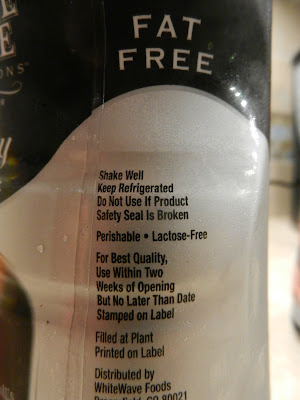 FAT
FREE
Shake Well
Keep Refrigerated
Do Not Use If Product
Safety Seal Is Broken
Perishable • Lactose-Free
For Best Quality,
Use Within Two
Weeks of Opening
But No Later Than Date
Stamped on Label
Filled at Plant
Printed on Label
Distributed by
WhiteWave Foods
CO 80021